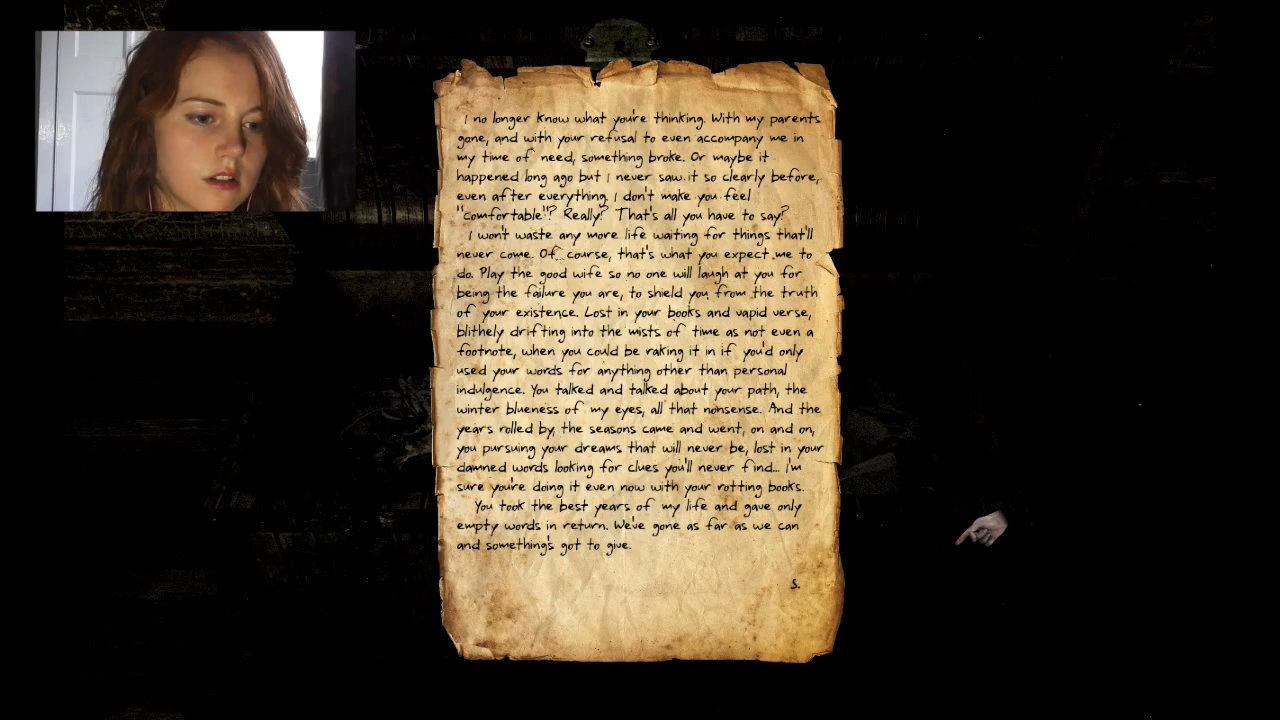 I no longer know what you're thinking. With my parents
gone, and with your refusal to even accompany me in
my time of need, something broke. Or maybe it
happened long ago but I never saw it so clearly before,
even after everything. I don't make you feel
"comfortable"? Really? That's all you have to say?
I won't waste any more life waiting for things that'll
never come. Of course, that's what you expect me to
do. Play the good wife so no one will laugh at you for
being the failure you are, to shield you from the truth
of your existence. Lost in your books and vapid verse,
blithely drifting into the mists of time as not even a
footnote, when you could be raking it in if you'd only
used your words for anything other than personal
indulgence. You talked and talked about your path, the
winter blueness of my eyes, all that nonsense. And the
years rolled by, the seasons came and went, on and on,
you pursuing your dreams that will never be, lost in your
damned words looking for clues you'll never find... I'm
sure you're doing it even now with your rotting books.
You took the best years of my life and gave only
empty words in return. We've gone as far as we can
and something's got to give.
S.